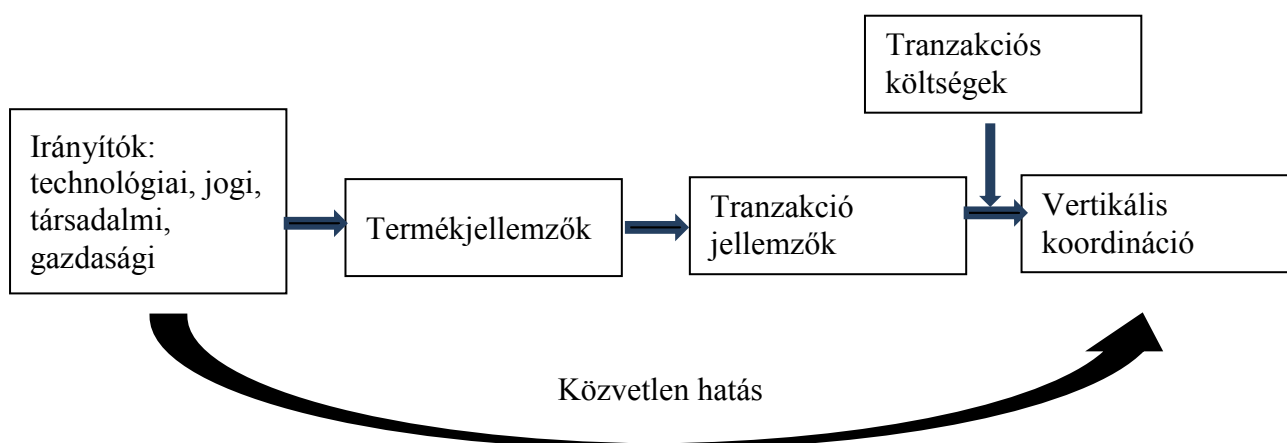 Tranzakciós
költségek
Irányítók:
technológiai, jogi,
társadalmi,
gazdasági
Termékjellemzők
Tranzakció
jellemzők
Vertikális
koordináció
Közvetlen hatás